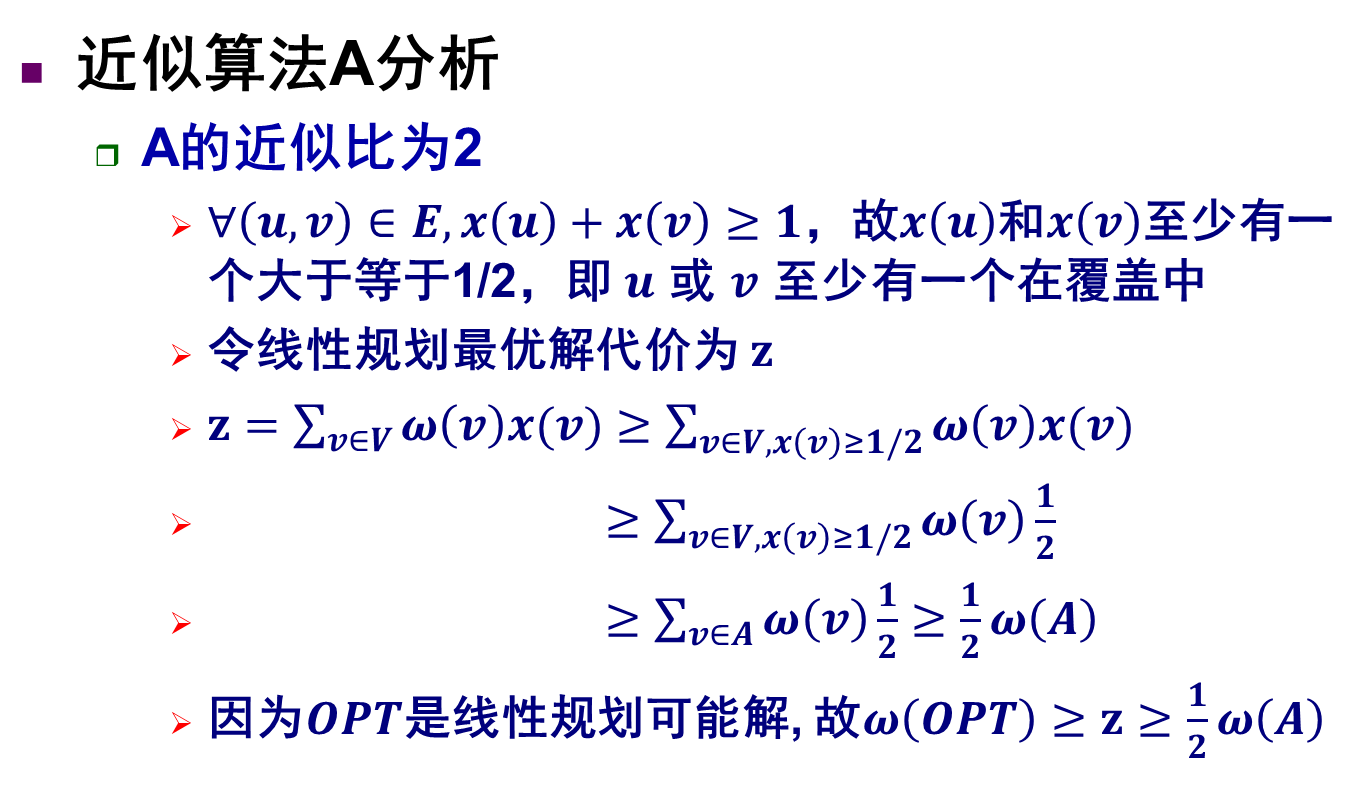 近似算法A分析
A的近似比为2
∀(u,v) ∈ E, x(u) + x(v) ≥ 1，故x(u)和x(v)至少有一
个大于等于1/2，即 u 或 v 至少有一个在覆盖中
令线性规划最优解代价为 z
z = ∑_{v∈V} ω(v)x(v) ≥ ∑_{v∈V,x(v)≥1/2} ω(v)x(v)
≥ ∑_{v∈V,x(v)≥1/2} ω(v) 1/2
≥ ∑_{v∈A} ω(v) 1/2 ≥ 1/2 ω(A)
因为OPT是线性规划可能解, 故ω(OPT) ≥ z ≥ 1/2 ω(A)